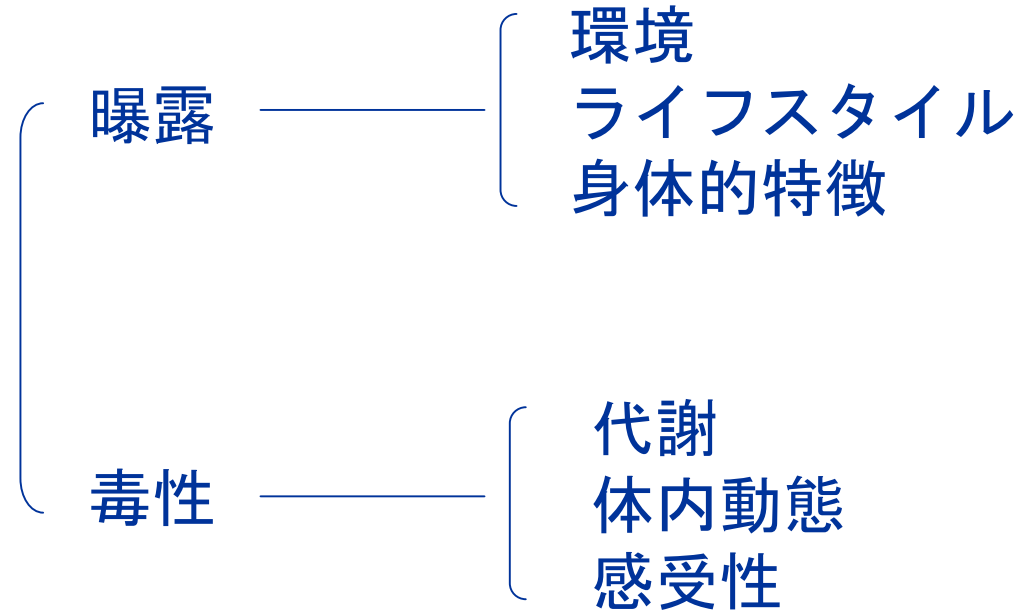 曝露
環境
ライフスタイル
身体的特徴
毒性
代謝
体内動態
感受性